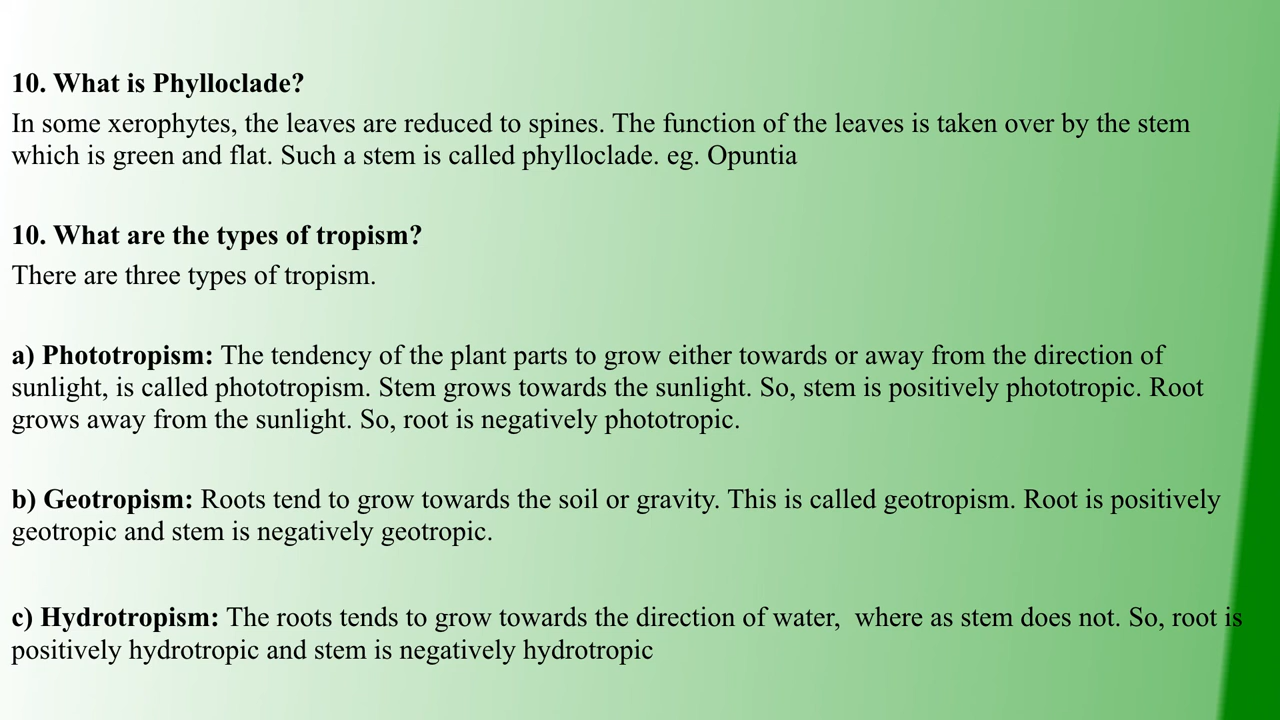 10. What is Phylloclade?
In some xerophytes, the leaves are reduced to spines. The function of the leaves is taken over by the stem
which is green and flat. Such a stem is called phylloclade. eg. Opuntia
10. What are the types of tropism?
There are three types of tropism.
a) Phototropism: The tendency of the plant parts to grow either towards or away from the direction of
sunlight, is called phototropism. Stem grows towards the sunlight. So, stem is positively phototropic. Root
grows away from the sunlight. So, root is negatively phototropic.
b) Geotropism: Roots tend to grow towards the soil or gravity. This is called geotropism. Root is positively
geotropic and stem is negatively geotropic.
c) Hydrotropism: The roots tends to grow towards the direction of water,  where as stem does not. So, root is
positively hydrotropic and stem is negatively hydrotropic